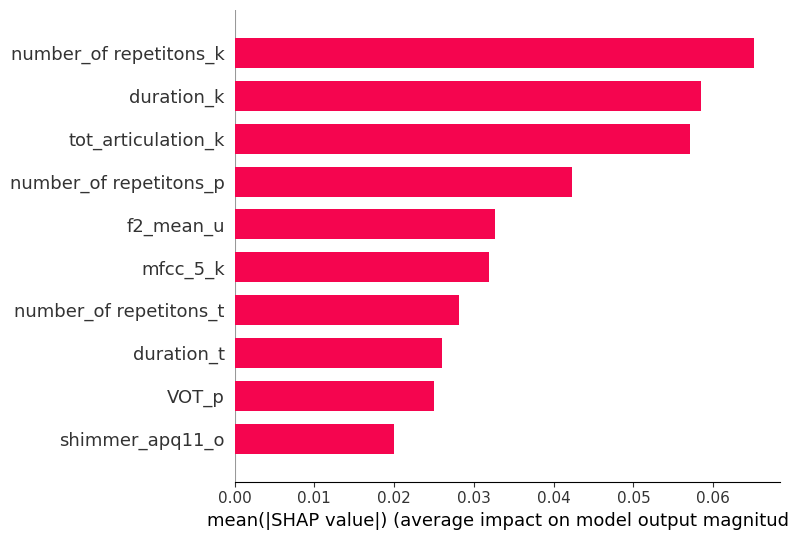 number_of repetitons_k
duration_k
tot_articulation_k
number_of repetitons_p
f2_mean_u
mfcc_5_k
number_of repetitons_t
duration_t
VOT_p
shimmer_apq11_o
0.00 0.01 0.02 0.03 0.04 0.05 0.06
mean(|SHAP value|) (average impact on model output magnitud